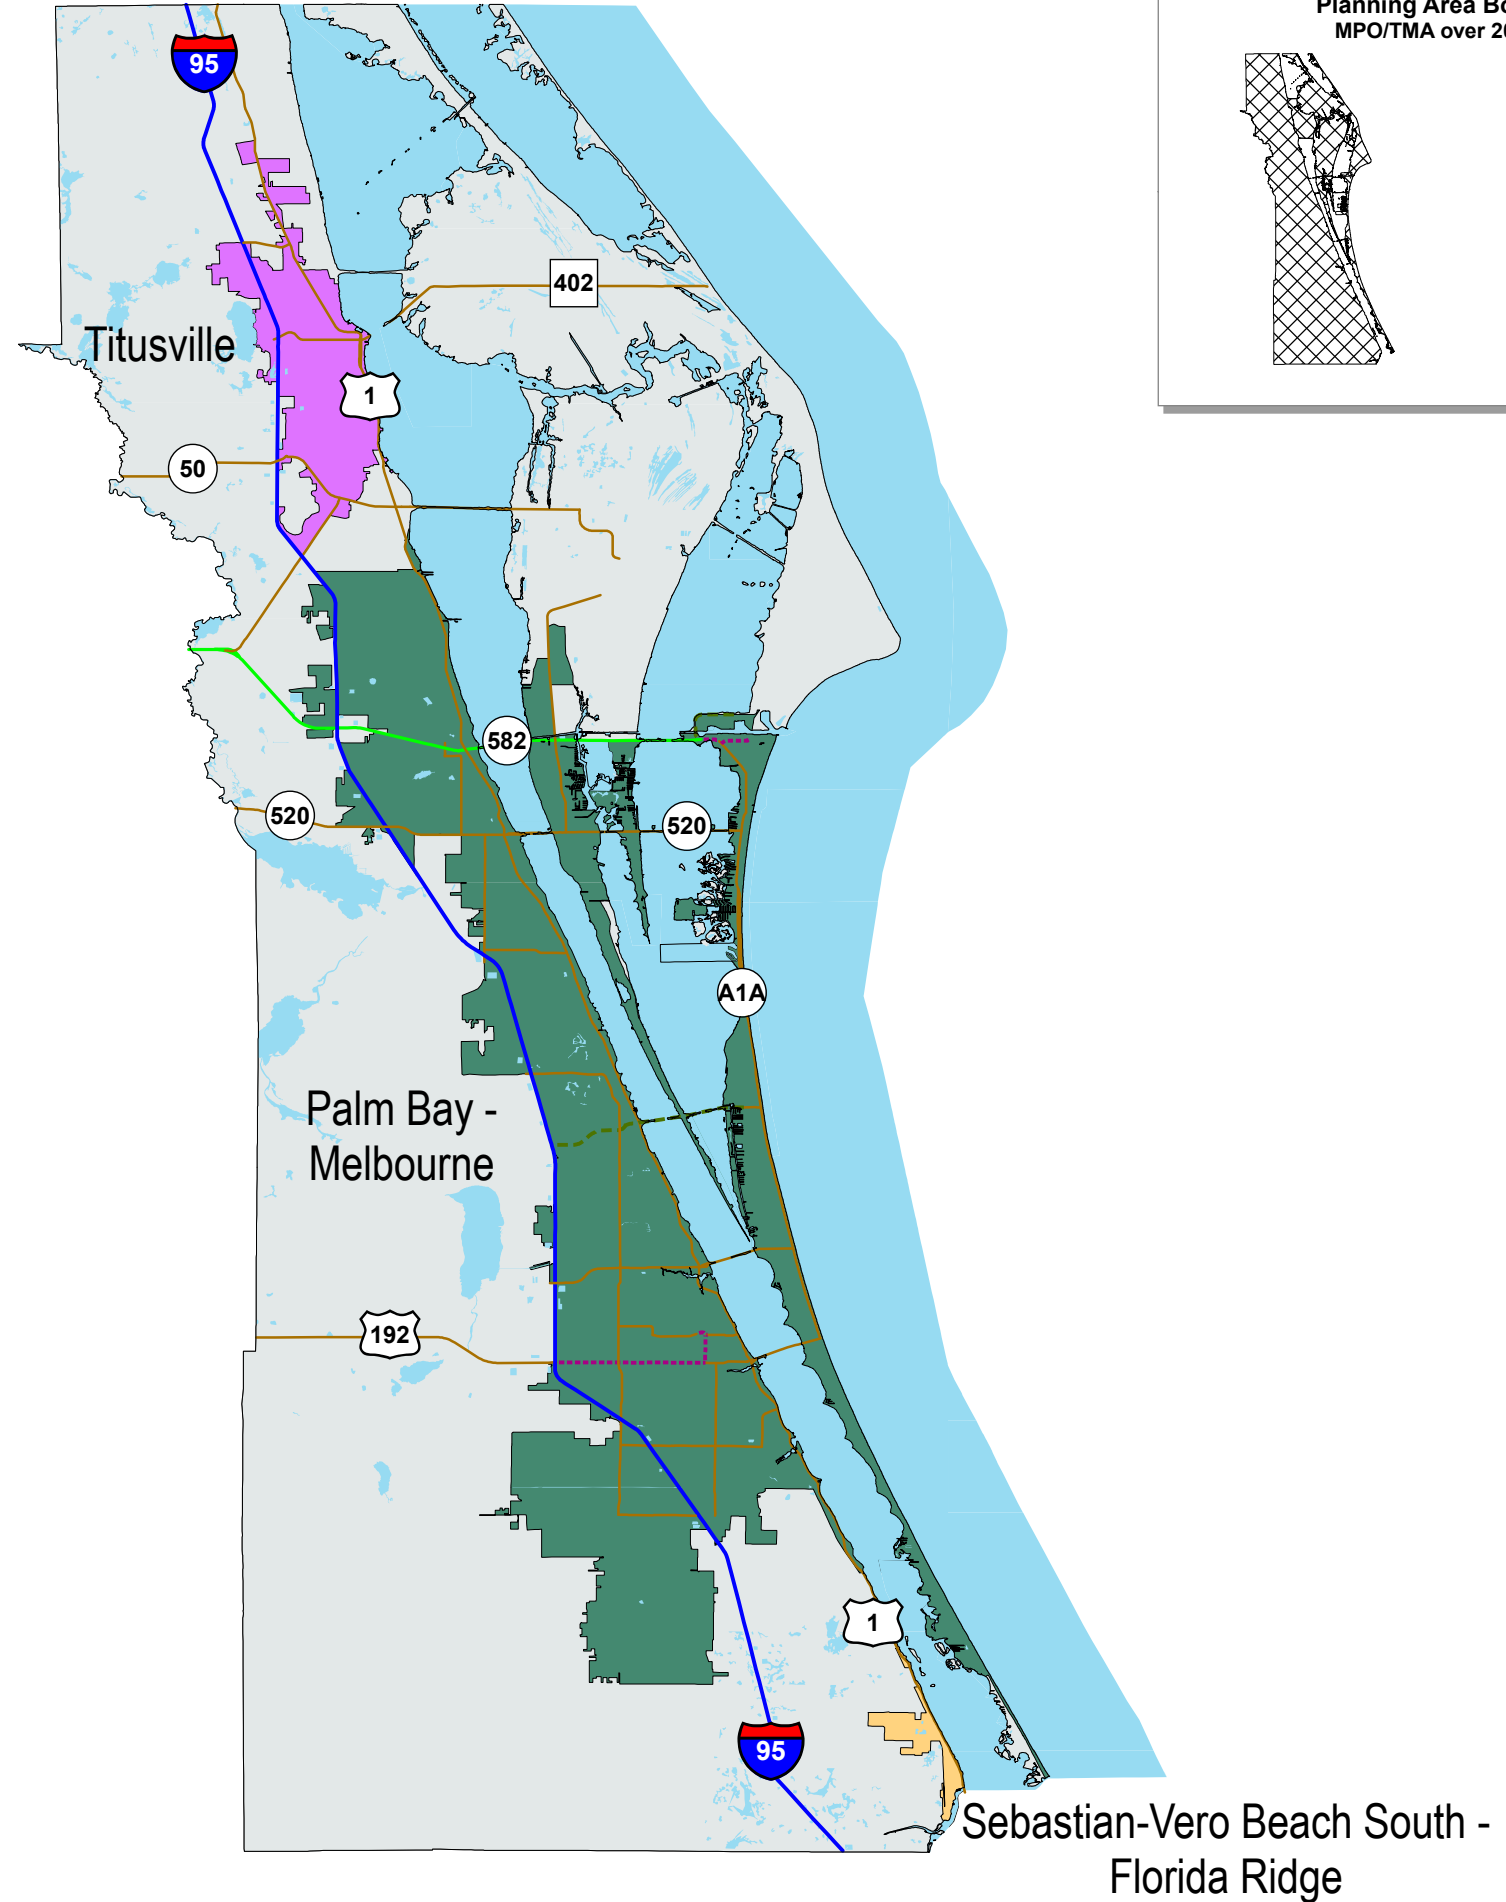 Planning Area Bo
MPO/TMA over 20
95
402
Titusville
1
50
582
520
520
A1A
Palm Bay -
Melbourne
192
1
95
Sebastian-Vero Beach South -
Florida Ridge